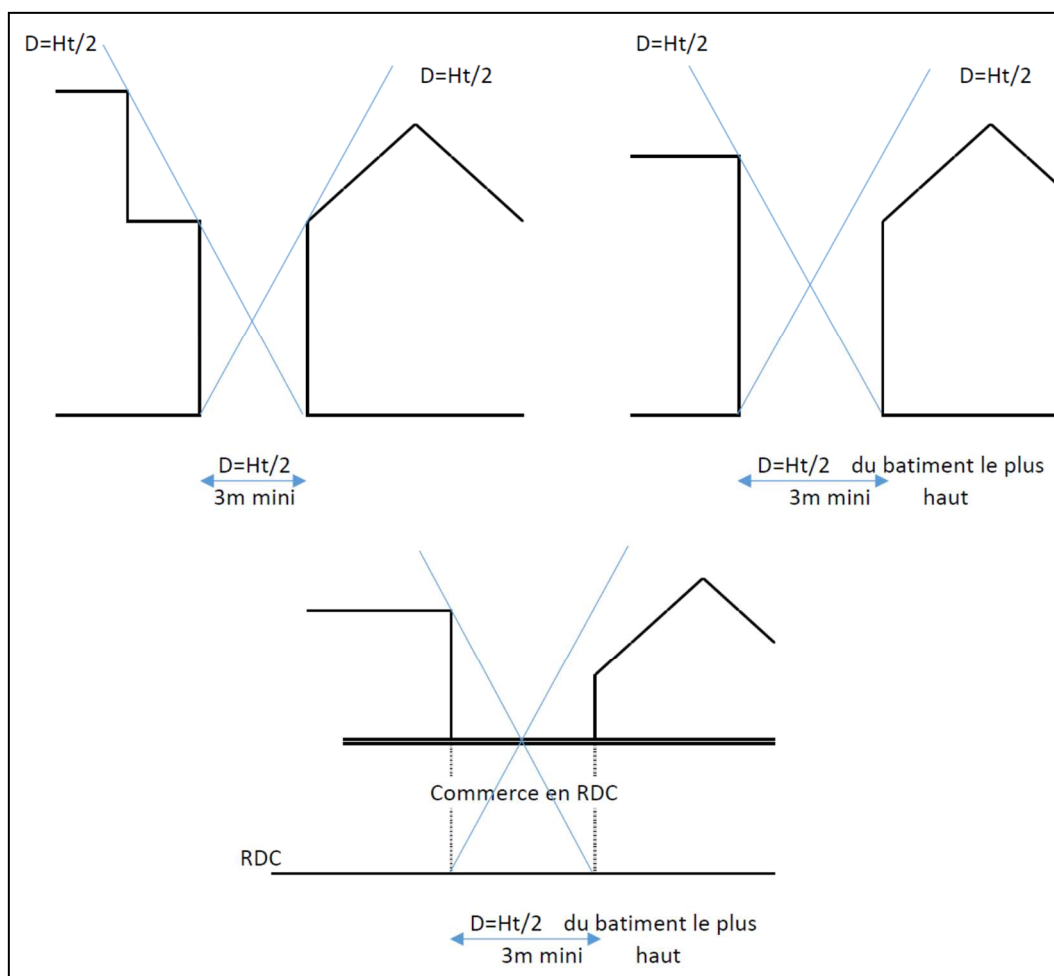 D=Ht/2
D=Ht/2
D=Ht/2
3m mini
D=Ht/2
D=Ht/2
D=Ht/2 du batiment le plus
3m mini haut
Commerce en RDC
RDC
D=Ht/2 du batiment le plus
3m mini haut